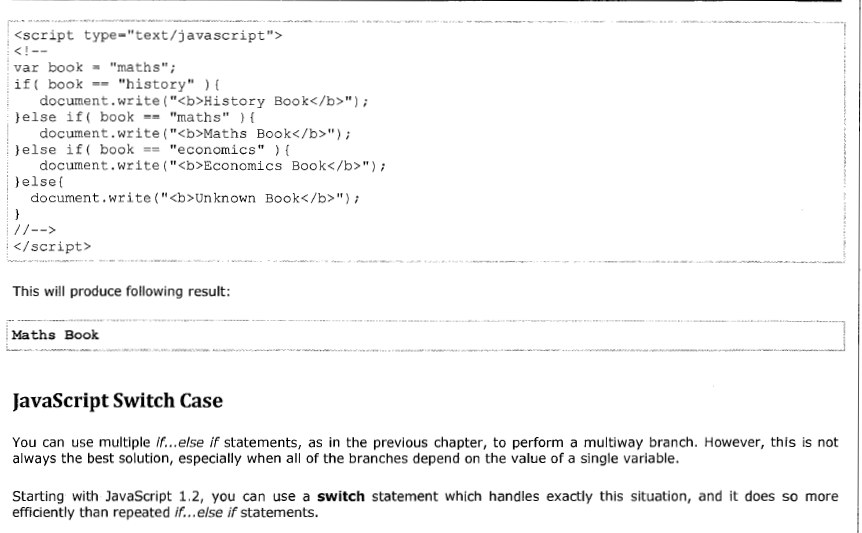 <script type="text/javascript">
<!--
var book = "maths";
if( book == "history" ){
   document.write("<b>History Book</b>");
}else if( book == "maths" ){
   document.write("<b>Maths Book</b>");
}else if( book == "economics" ){
   document.write("<b>Economics Book</b>");
}else{
  document.write("<b>Unknown Book</b>");
}
//-->
</script>
This will produce following result:
Maths Book
JavaScript Switch Case
You can use multiple if...else if statements, as in the previous chapter, to perform a multiway branch. However, this is not
always the best solution, especially when all of the branches depend on the value of a single variable.
Starting with JavaScript 1.2, you can use a switch statement which handles exactly this situation, and it does so more
efficiently than repeated if...else if statements.